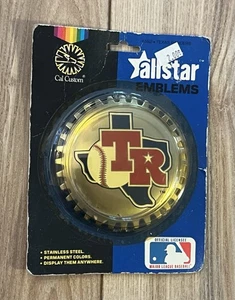 Cal Custom
allstar
EMBLEMS
TR
• STAINLESS STEEL.
• PERMANENT COLORS.
• DISPLAY THEM ANYWHERE.
OFFICIAL LICENSEE
MAJOR LEAGUE BASEBALL